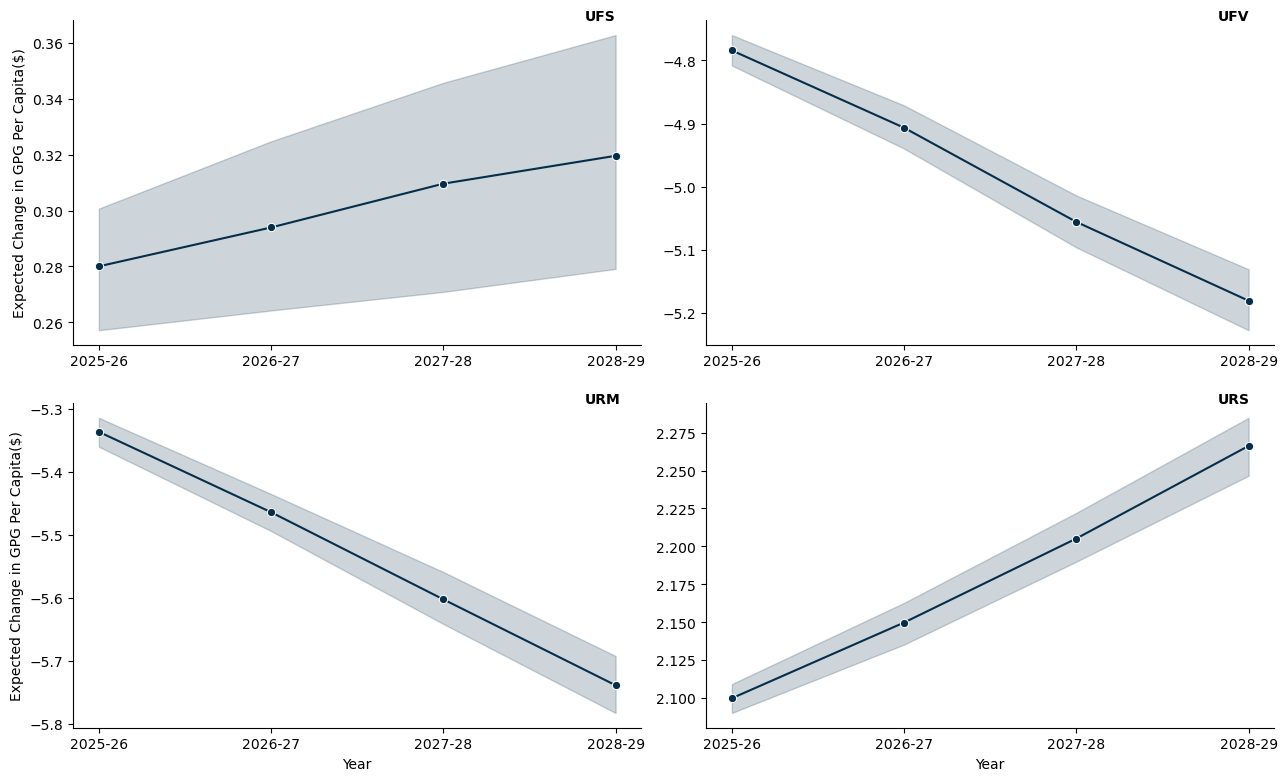 UFS
Expected Change in GPG Per Capita($)
0.36
0.34
0.32
0.30
0.28
0.26
2025-26 2026-27 2027-28 2028-29
UFV
−4.8
−4.9
−5.0
−5.1
−5.2
2025-26 2026-27 2027-28 2028-29
URM
Expected Change in GPG Per Capita($)
−5.3
−5.4
−5.5
−5.6
−5.7
−5.8
2025-26 2026-27 2027-28 2028-29
Year
URS
2.275
2.250
2.225
2.200
2.175
2.150
2.125
2.100
2025-26 2026-27 2027-28 2028-29
Year